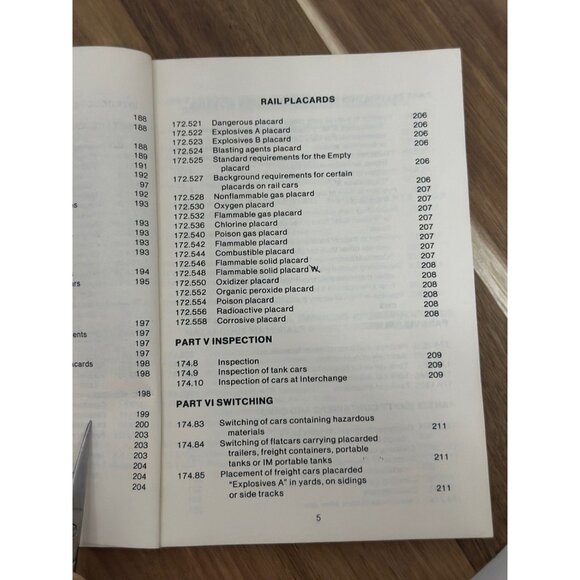 188
188
188
189
191
192
97
192
ns 193
193
193
193
194
ars 195
197
ents 197
197
acards 198
198
198
199
200
203
203
204
204
204
RAIL PLACARDS
172.521 Dangerous placard 206
172.522 Explosives A placard 206
172.523 Explosives B placard 206
172.524 Blasting agents placard 206
172.525 Standard requirements for the Empty
placard 206
172.527 Background requirements for certain
placards on rail cars 206
172.528 Nonflammable gas placard 207
172.530 Oxygen placard 207
172.532 Flammable gas placard 207
172.536 Chlorine placard 207
172.540 Poison gas placard 207
172.542 Flammable placard 207
172.544 Combustible placard 207
172.546 Flammable solid placard 207
172.548 Flammable solid placard W. 208
172.550 Oxidizer placard 208
172.552 Organic peroxide placard 208
172.554 Poison placard 208
172.556 Radioactive placard 208
172.558 Corrosive placard 208
PART V INSPECTION
174.8 Inspection 209
174.9 Inspection of tank cars 209
174.10 Inspection of cars at Interchange 209
PART VI SWITCHING
174.83 Switching of cars containing hazardous
materials 211
174.84 Switching of flatcars carrying placarded
trailers, freight containers, portable
tanks or IM portable tanks 211
174.85 Placement of freight cars placarded
"Explosives A" in yards, on sidings
or side tracks 211
5